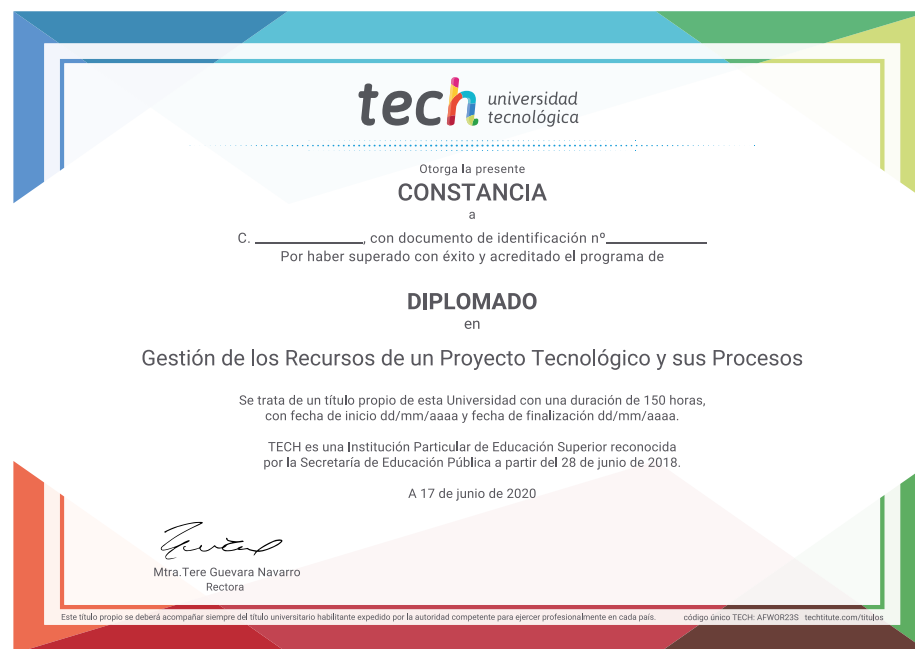 tech universidad
tecnológica
Otorga la presente
CONSTANCIA
a
C. ____________, con documento de identificación nº____________
Por haber superado con éxito y acreditado el programa de
DIPLOMADO
en
Gestión de los Recursos de un Proyecto Tecnológico y sus Procesos
Se trata de un título propio de esta Universidad con una duración de 150 horas,
con fecha de inicio dd/mm/aaaa y fecha de finalización dd/mm/aaaa.
TECH es una Institución Particular de Educación Superior reconocida
por la Secretaría de Educación Pública a partir del 28 de junio de 2018.
A 17 de junio de 2020
Mtra.Tere Guevara Navarro
Rectora
Este título propio se deberá acompañar siempre del título universitario habilitante expedido por la autoridad competente para ejercer profesionalmente en cada país. código único TECH: AFWOR23S techtitute.com/titulos